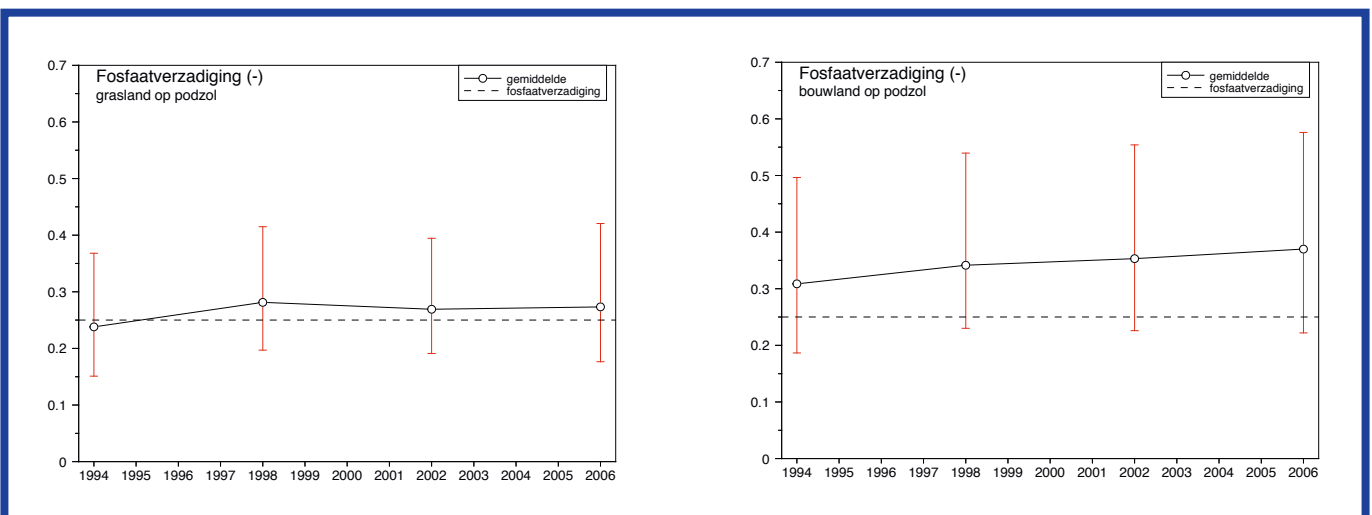 Fosfaatverzadiging (-)
grasland op podzol
gemiddelde
fosfaatverzadiging
0.7
0.6
0.5
0.4
0.3
0.2
0.1
0
1994 1995 1996 1997 1998 1999 2000 2001 2002 2003 2004 2005 2006
Fosfaatverzadiging (-)
bouwland op podzol
gemiddelde
fosfaatverzadiging
0.7
0.6
0.5
0.4
0.3
0.2
0.1
0
1994 1995 1996 1997 1998 1999 2000 2001 2002 2003 2004 2005 2006